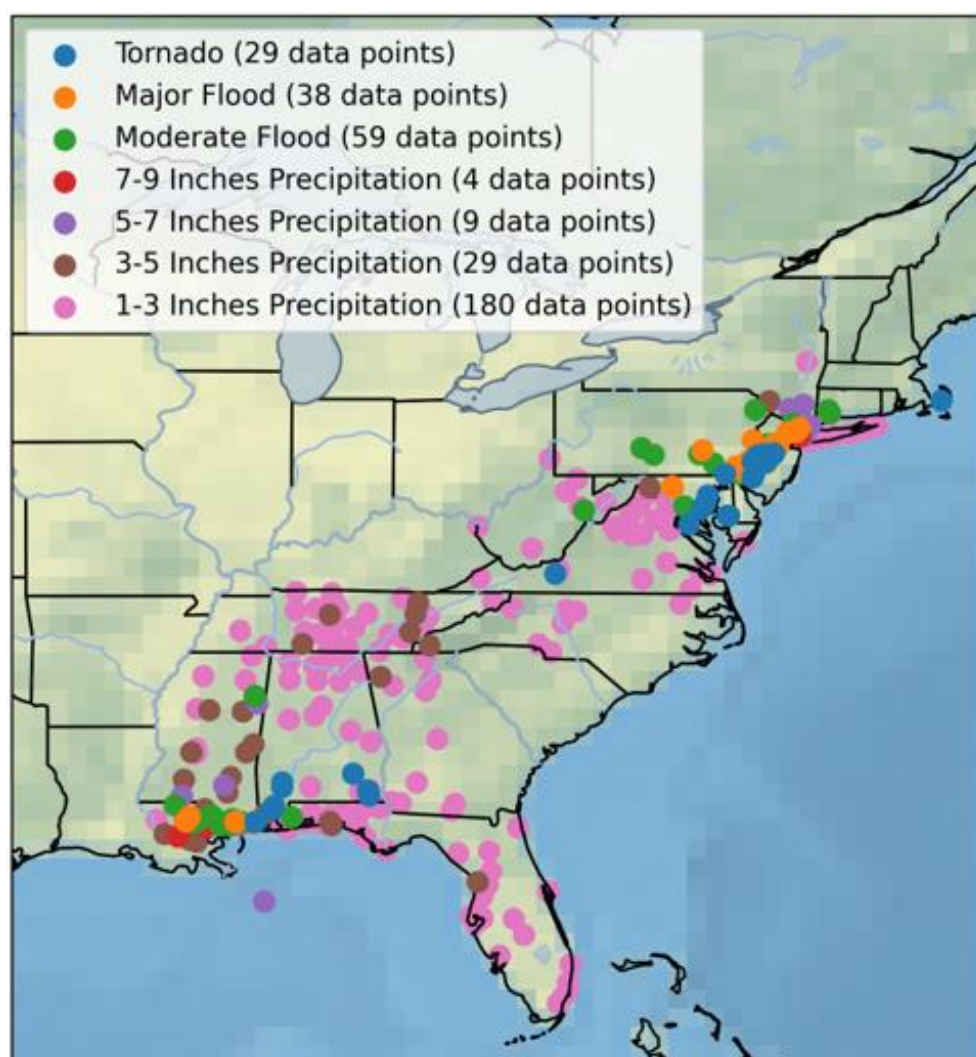 Tornado (29 data points)
Major Flood (38 data points)
Moderate Flood (59 data points)
7-9 Inches Precipitation (4 data points)
5-7 Inches Precipitation (9 data points)
3-5 Inches Precipitation (29 data points)
1-3 Inches Precipitation (180 data points)